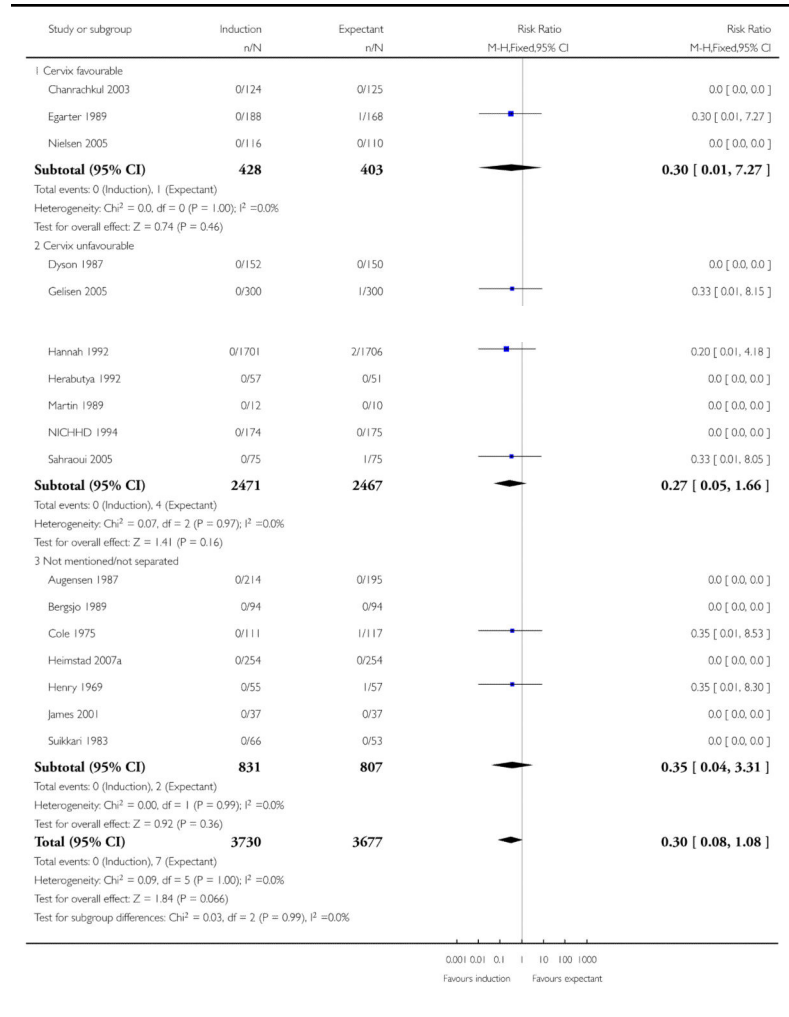 Study or subgroup Induction Expectant Risk Ratio Risk Ratio
n/N n/N M-H,Fixed,95% CI M-H,Fixed,95% CI
1 Cervix favourable
Chanrachkul 2003 0/124 0/125 0.0 [ 0.0, 0.0 ]
Egarter 1989 0/188 1/168 0.30 [ 0.01, 7.27 ]
Nielsen 2005 0/116 0/110 0.0 [ 0.0, 0.0 ]
Subtotal (95% CI) 428 403 0.30 [ 0.01, 7.27 ]
Total events: 0 (Induction), 1 (Expectant)
Heterogeneity: Chi² = 0.0, df = 0 (P = 1.00); I² =0.0%
Test for overall effect: Z = 0.74 (P = 0.46)
2 Cervix unfavourable
Dyson 1987 0/152 0/150 0.0 [ 0.0, 0.0 ]
Gelisen 2005 0/300 1/300 0.33 [ 0.01, 8.15 ]
Hannah 1992 0/1701 2/1706 0.20 [ 0.01, 4.18 ]
Herabutya 1992 0/57 0/51 0.0 [ 0.0, 0.0 ]
Martin 1989 0/12 0/10 0.0 [ 0.0, 0.0 ]
NICHHD 1994 0/174 0/175 0.0 [ 0.0, 0.0 ]
Sahraoui 2005 0/75 1/75 0.33 [ 0.01, 8.05 ]
Subtotal (95% CI) 2471 2467 0.27 [ 0.05, 1.66 ]
Total events: 0 (Induction), 4 (Expectant)
Heterogeneity: Chi² = 0.07, df = 2 (P = 0.97); I² =0.0%
Test for overall effect: Z = 1.41 (P = 0.16)
3 Not mentioned/not separated
Augensen 1987 0/214 0/195 0.0 [ 0.0, 0.0 ]
Bergsjo 1989 0/94 0/94 0.0 [ 0.0, 0.0 ]
Cole 1975 0/111 1/117 0.35 [ 0.01, 8.53 ]
Heimstad 2007a 0/254 0/254 0.0 [ 0.0, 0.0 ]
Henry 1969 0/55 1/57 0.35 [ 0.01, 8.30 ]
James 2001 0/37 0/37 0.0 [ 0.0, 0.0 ]
Suikkari 1983 0/66 0/53 0.0 [ 0.0, 0.0 ]
Subtotal (95% CI) 831 807 0.35 [ 0.04, 3.31 ]
Total events: 0 (Induction), 2 (Expectant)
Heterogeneity: Chi² = 0.00, df = 1 (P = 0.99); I² =0.0%
Test for overall effect: Z = 0.92 (P = 0.36)
Total (95% CI) 3730 3677 0.30 [ 0.08, 1.08 ]
Total events: 0 (Induction), 7 (Expectant)
Heterogeneity: Chi² = 0.09, df = 5 (P = 1.00); I² =0.0%
Test for overall effect: Z = 1.84 (P = 0.066)
Test for subgroup differences: Chi² = 0.03, df = 2 (P = 0.99), I² =0.0%
0.001 0.01 0.1 1 10 100 1000
Favours induction Favours expectant